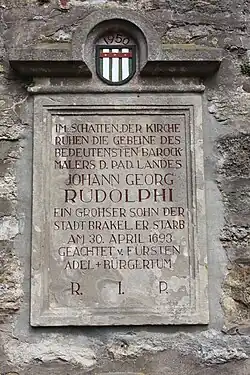 1950
IM SCHATTEN DER KIRCHE
RUHEN DIE GEBEINE DES
BEDEUTENSTEN BAROCK
MALERS D. PAD. LANDES
JOHANN GEORG
RUDOLPHI
EIN GROHSER SOHN DER
STADT BRAKEL. ER STARB
AM 30. APRIL 1693
GEACHTET v. FÜRSTEN
ADEL + BÜRGERTUM
R. I. P.